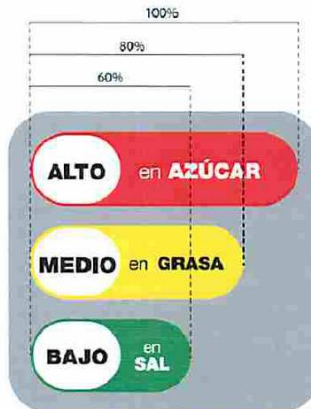 100%
80%
60%
ALTO en AZÚCAR
MEDIO en GRASA
BAJO en
SAL